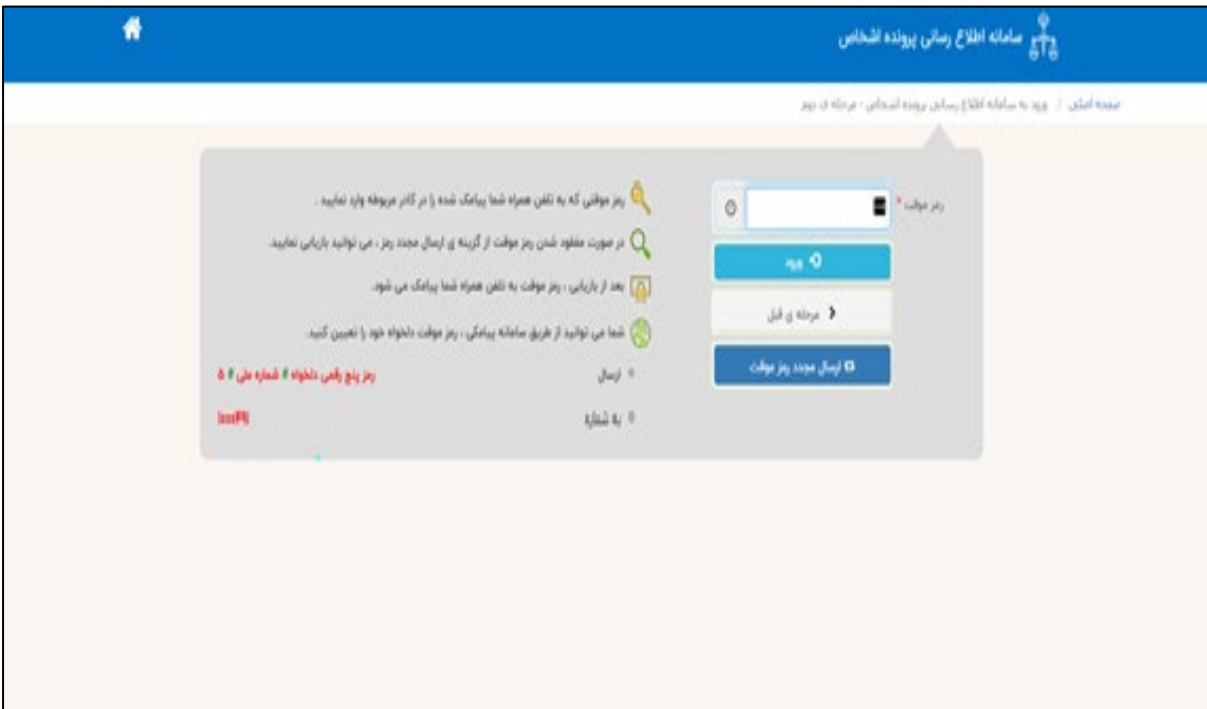 سامانه اطلاع رسانی پرونده اشخاص
صفحه اصلی / ورود به سامانه اطلاع رسانی پرونده اشخاص - مرحله ی دوم
رمز موقت *
ورود
مرحله ی قبل
ارسال مجدد رمز موقت
رمز موقتی که به تلفن همراه شما پیامک شده را در کادر مربوطه وارد نمایید .
در صورت مفقود شدن رمز موقت از گزینه ی ارسال مجدد رمز ، می توانید بازیابی نمایید.
بعد از بازیابی ، رمز موقت به تلفن همراه شما پیامک می شود.
شما می توانید از طریق سامانه پیامکی ، رمز موقت دلخواه خود را تعیین کنید.
ارسال رمز پنج رقمی دلخواه # شماره ملی # ۵
به شماره